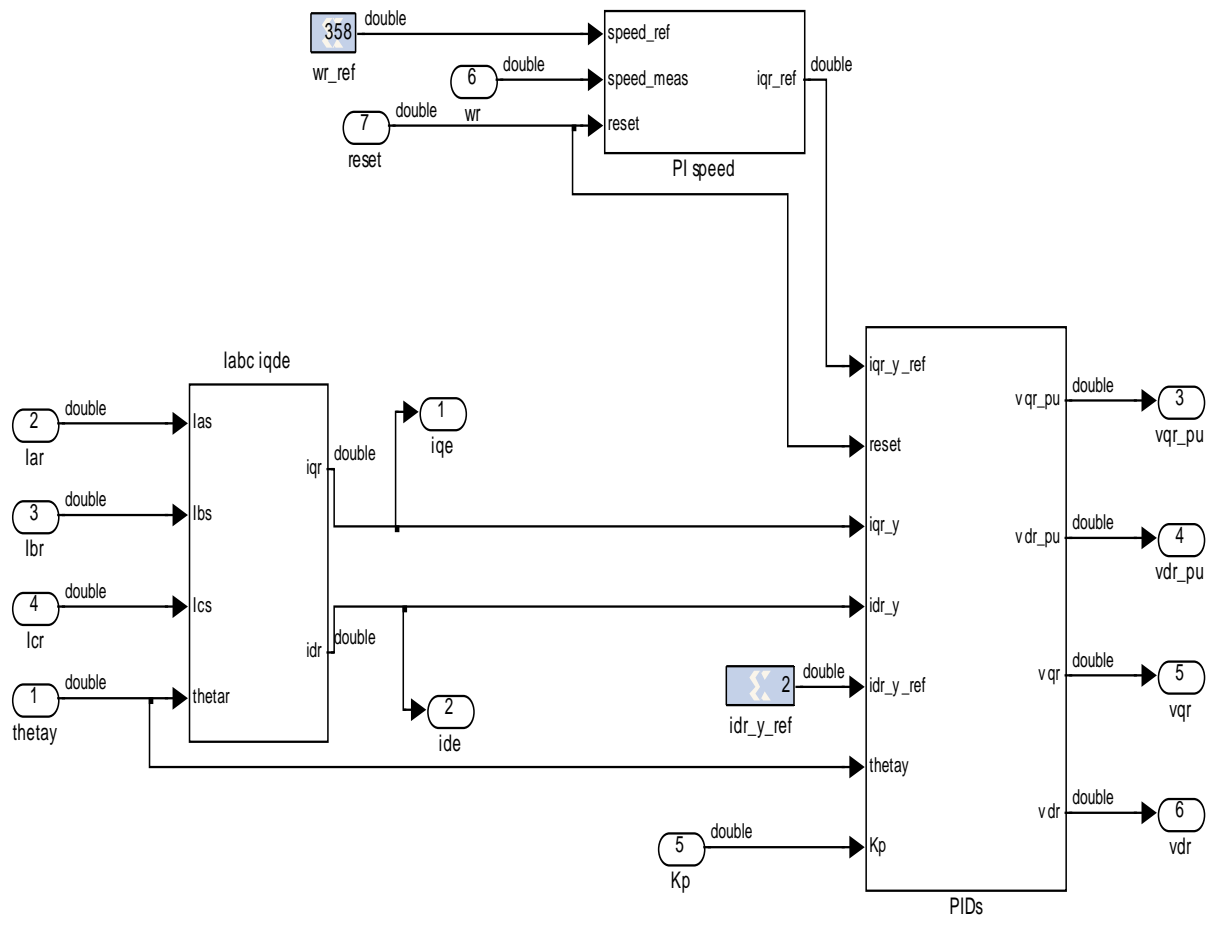 double
358
speed_ref
wr_ref
double
6
speed_meas
iqr_ref
double
wr
double
7
reset
reset
PI speed
Iabc iqde
iqr_y_ref
double
2
Ias
Iar
double
1
iqe
vqr_pu
double
3
vqr_pu
reset
iqr
double
double
3
Ibs
Ibr
iqr_y
vdr_pu
double
4
vdr_pu
double
4
Ics
Icr
idr_y
idr
double
double
1
thetar
thetay
2
ide
2
double
idr_y_ref
idr_y_ref
vqr
double
5
vqr
thetay
vdr
double
6
vdr
5
double
Kp
Kp
PIDs